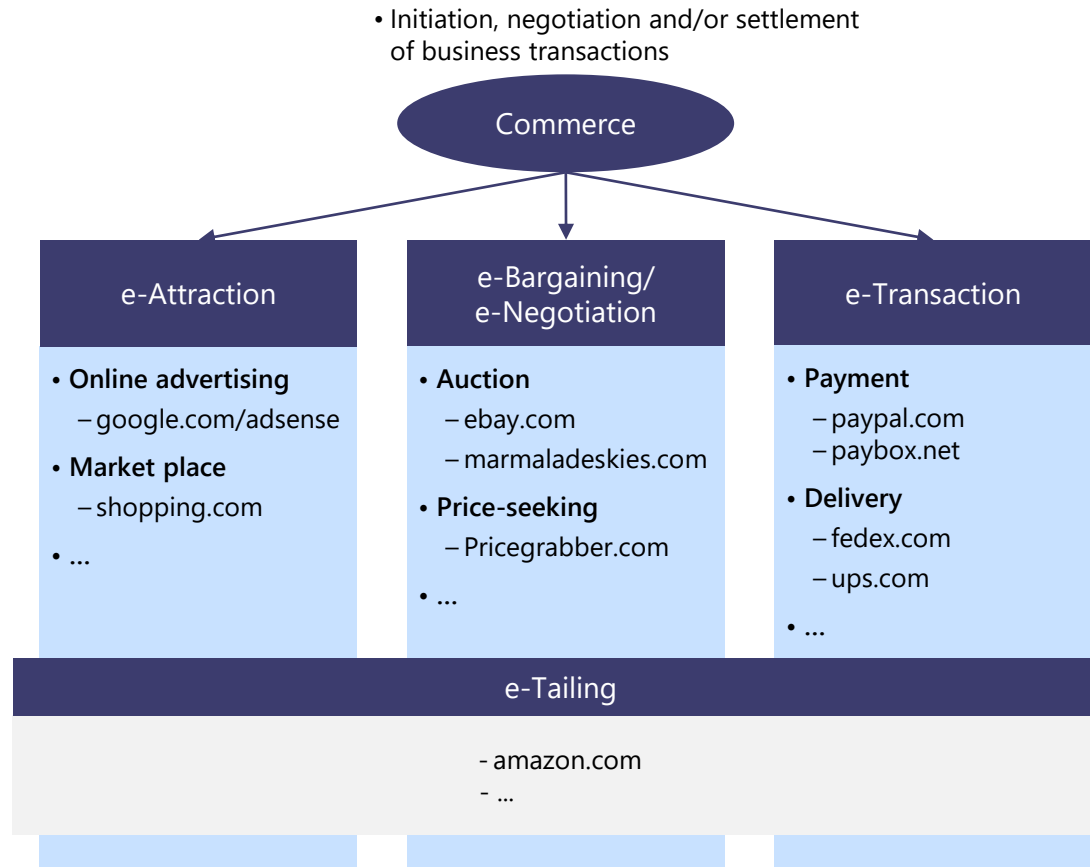 • Initiation, negotiation and/or settlement
of business transactions
Commerce
e-Attraction
• Online advertising
– google.com/adsense
• Market place
– shopping.com
• ...
e-Bargaining/
e-Negotiation
• Auction
– ebay.com
– marmaladeskies.com
• Price-seeking
– Pricegrabber.com
• ...
e-Transaction
• Payment
– paypal.com
– paybox.net
• Delivery
– fedex.com
– ups.com
• ...
e-Tailing
- amazon.com
- ...